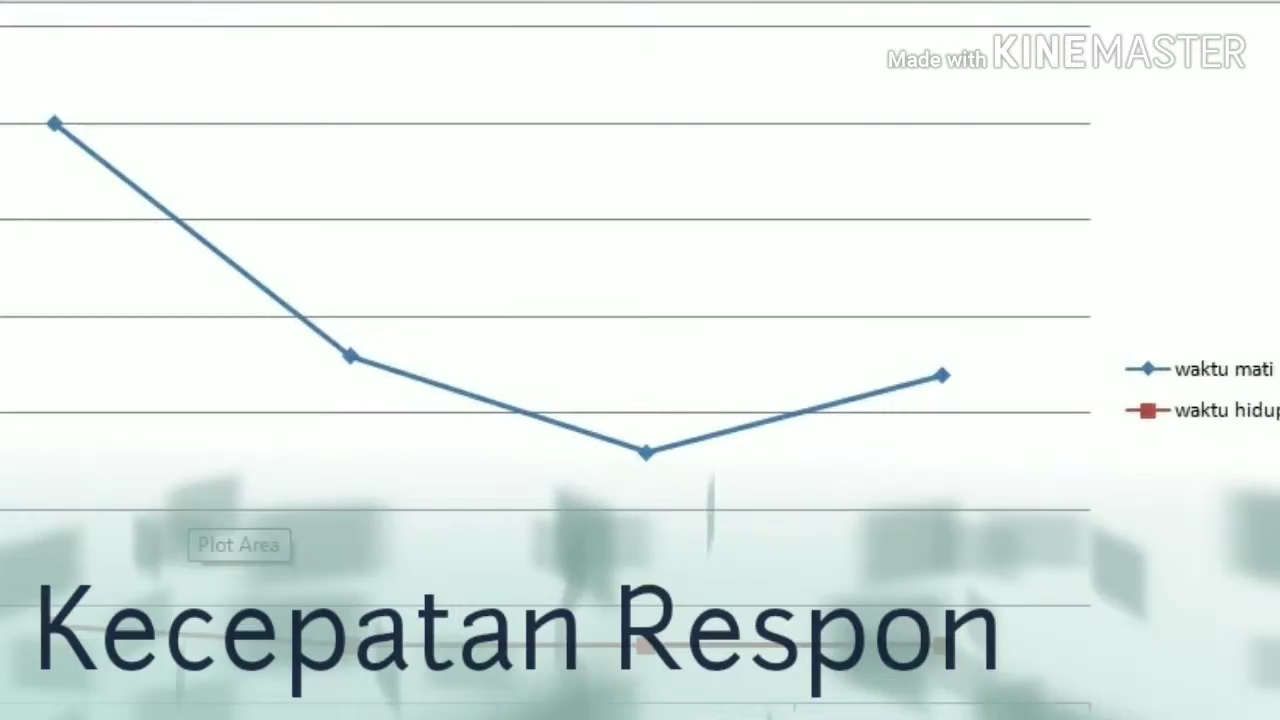 Made with KINEMASTER
waktu mati
waktu hidup
Plot Area
Kecepatan Respon